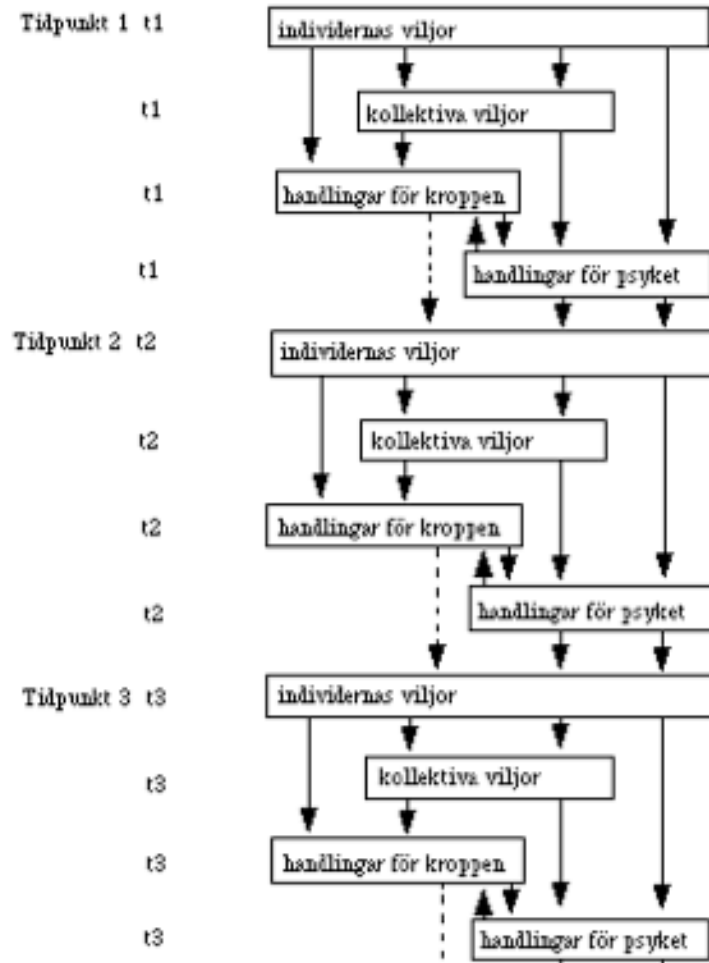 Tidpunkt 1 t1 individernas viljor
t1 kollektiva viljor
t1 handlingar för kroppen
t1 handlingar för psyket
Tidpunkt 2 t2 individernas viljor
t2 kollektiva viljor
t2 handlingar för kroppen
t2 handlingar för psyket
Tidpunkt 3 t3 individernas viljor
t3 kollektiva viljor
t3 handlingar för kroppen
t3 handlingar för psyket